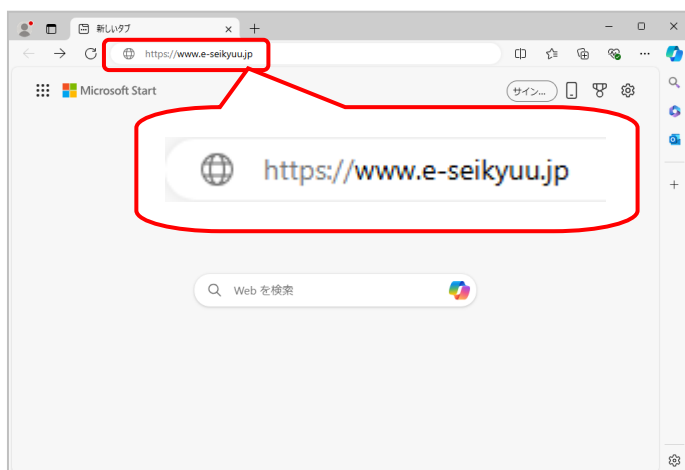 新しいタブ
https://www.e-seikyuu.jp
Microsoft Start
サイン...
https://www.e-seikyuu.jp
Web を検索